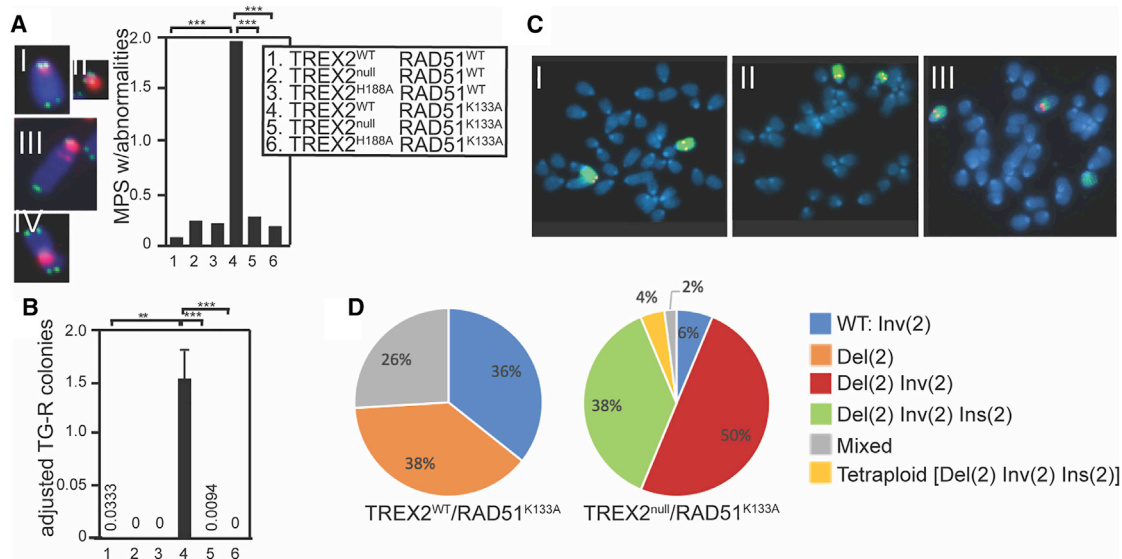 A
I
II
III
IV
***
***
***
MPS w/abnormalities
2.0
1.5
1.0
0.5
0
1 2 3 4 5 6
1. TREX2WT RAD51WT
2. TREX2null RAD51WT
3. TREX2H188A RAD51WT
4. TREX2WT RAD51K133A
5. TREX2null RAD51K133A
6. TREX2H188A RAD51K133A
C
I
II
III
B
***
**
***
adjusted TG-R colonies
2.0
1.5
1.0
0.05
0
0.0333
0
0
0.0094
0
1 2 3 4 5 6
D
26%
36%
38%
TREX2WT/RAD51K133A
4%
2%
6%
38%
50%
TREX2null/RAD51K133A
WT: Inv(2)
Del(2)
Del(2) Inv(2)
Del(2) Inv(2) Ins(2)
Mixed
Tetraploid [Del(2) Inv(2) Ins(2)]